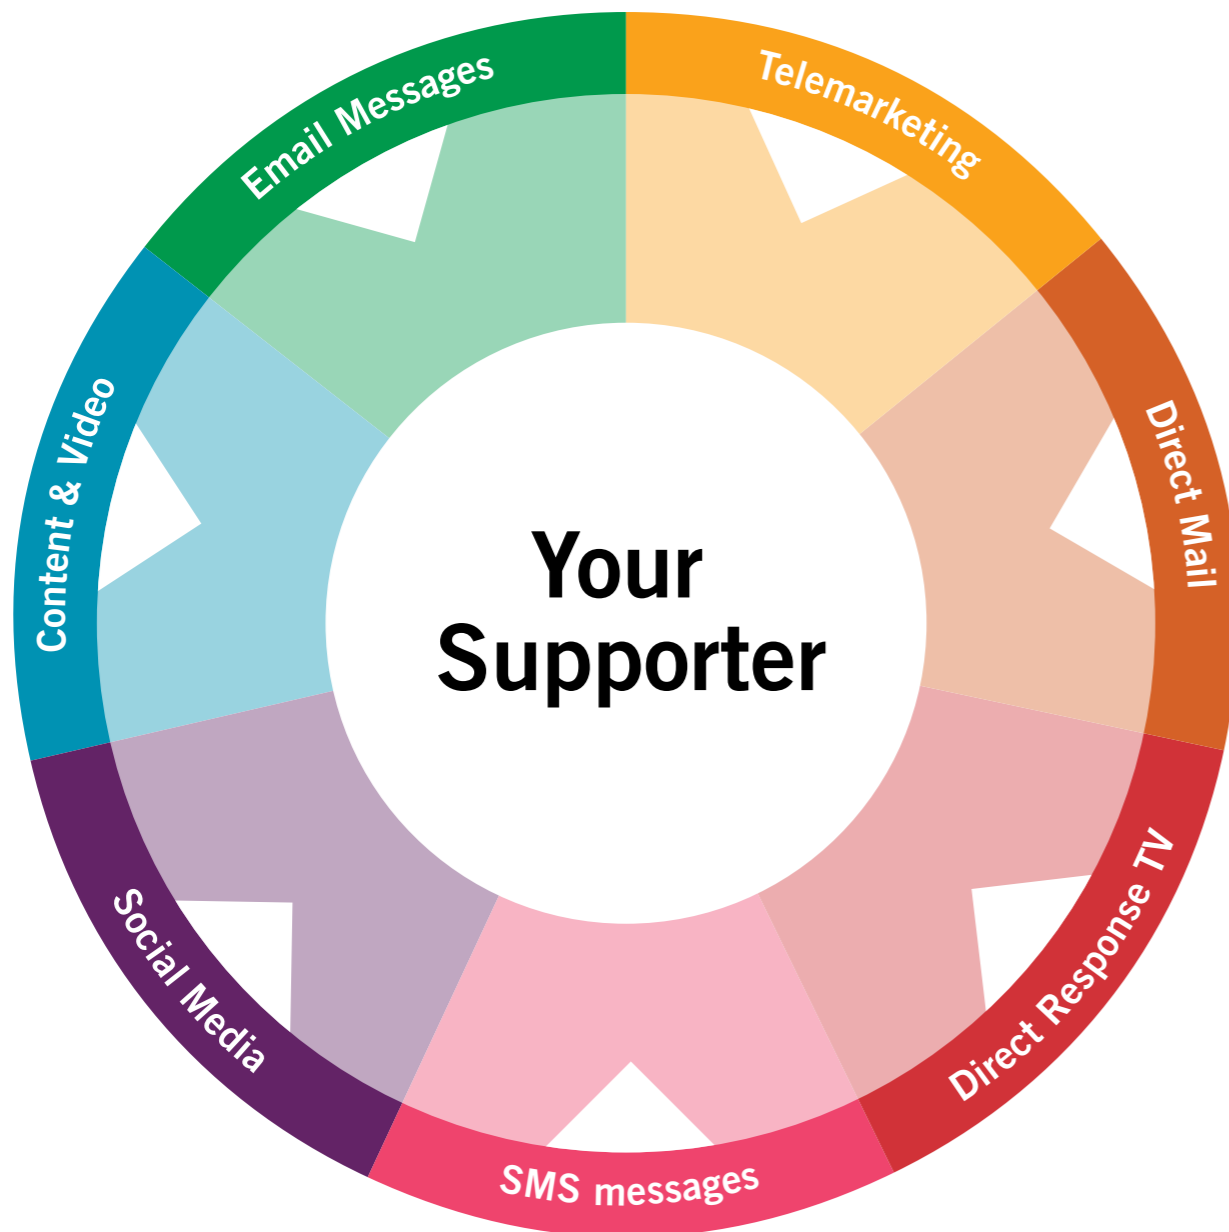 Your
Supporter
Telemarketing
Direct Mail
Direct Response TV
SMS messages
Social Media
Content & Video
Email Messages